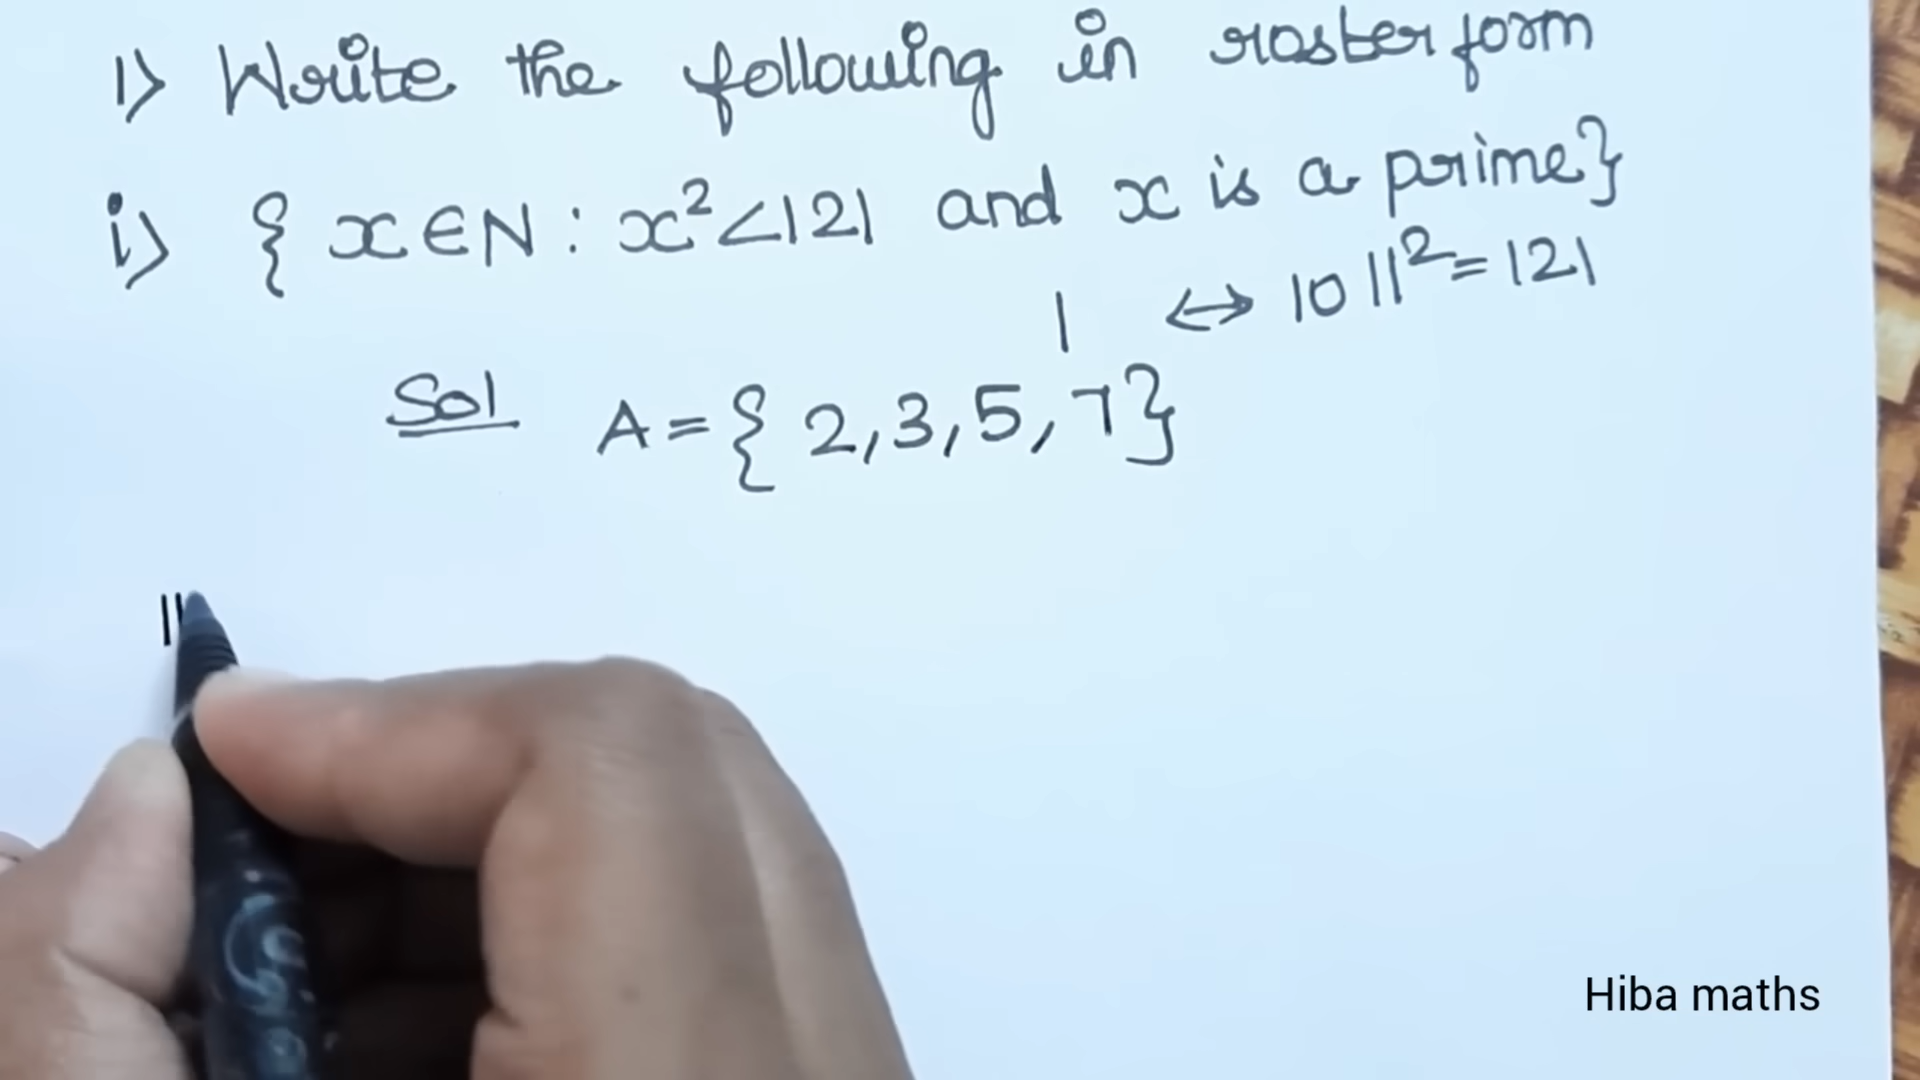 1) Write the following in roster form
i) { x ∈ N : x² < 121 and x is a prime}
1 ↔ 10 11² = 121
Sol A = { 2, 3, 5, 7 }
11
Hiba maths